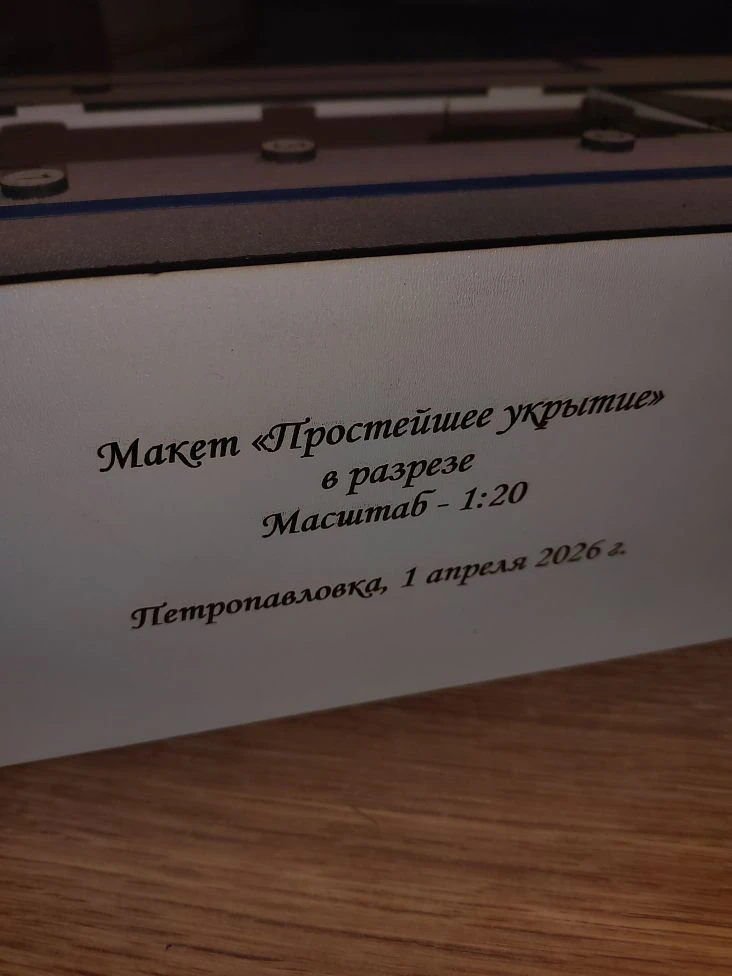 Макет «Простейшее укрытие»
в разрезе
Масштаб - 1:20
Петропавловка, 1 апреля 2026 г.